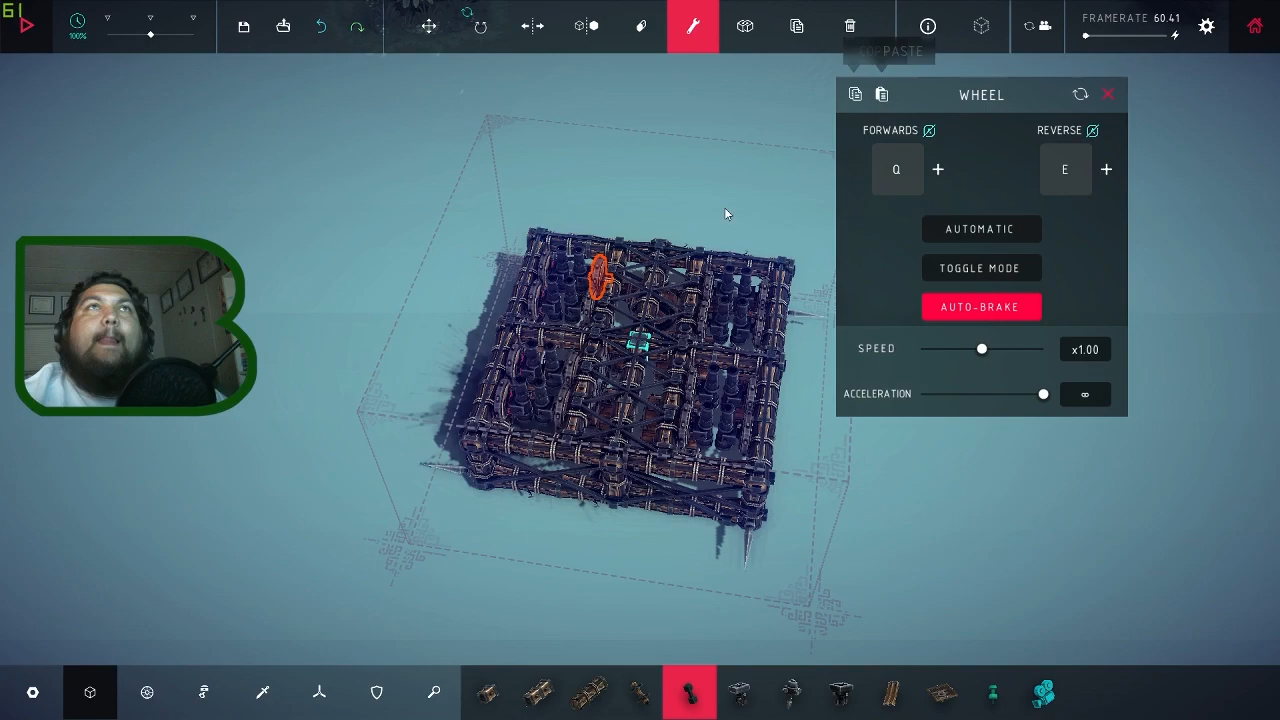 61
100%
FRAMERATE 60.41
PASTE
WHEEL
FORWARDS
REVERSE
Q
E
AUTOMATIC
TOGGLE MODE
AUTO-BRAKE
SPEED
x1.00
ACCELERATION
∞